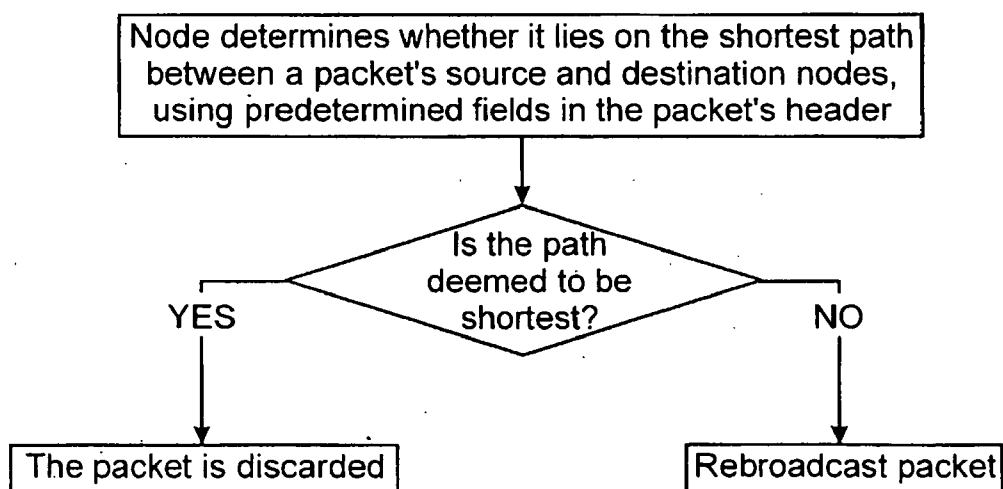 Node determines whether it lies on the shortest path
between a packet's source and destination nodes,
using predetermined fields in the packet's header
Is the path
deemed to be
shortest?
YES
NO
The packet is discarded
Rebroadcast packet